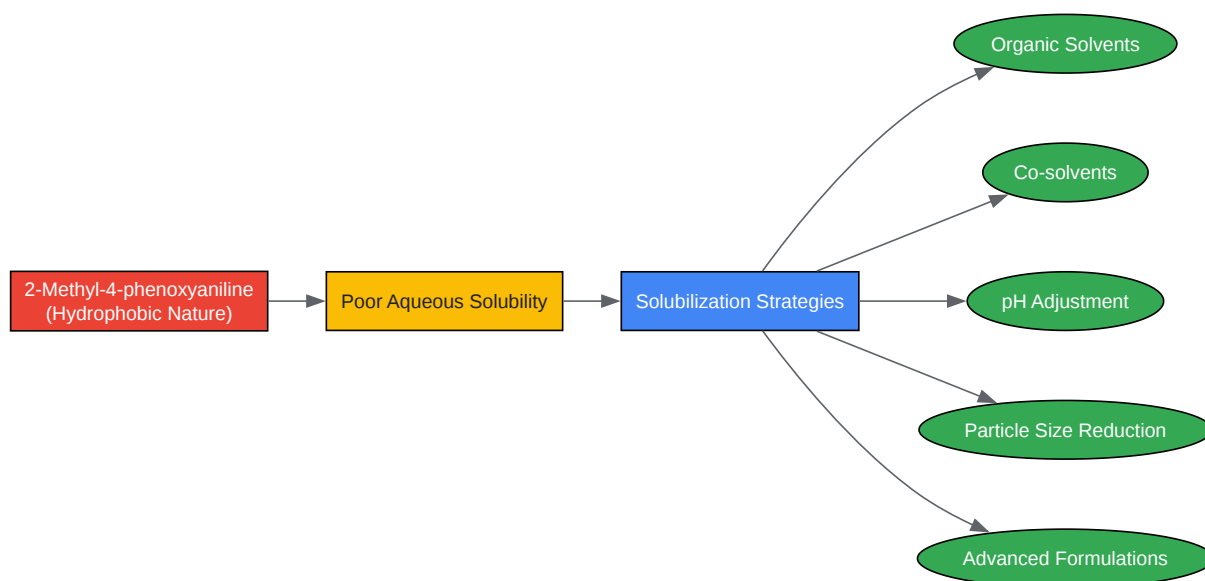 2-Methyl-4-phenoxyaniline
(Hydrophobic Nature)
Poor Aqueous Solubility
Solubilization Strategies
Organic Solvents
Co-solvents
pH Adjustment
Particle Size Reduction
Advanced Formulations